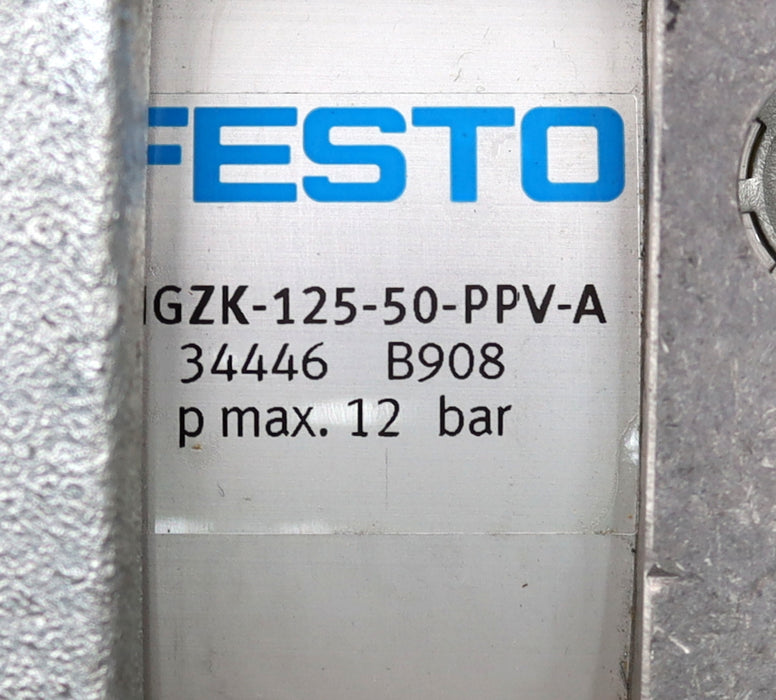 FESTO
GZK-125-50-PPV-A
34446 B908
p max. 12 bar